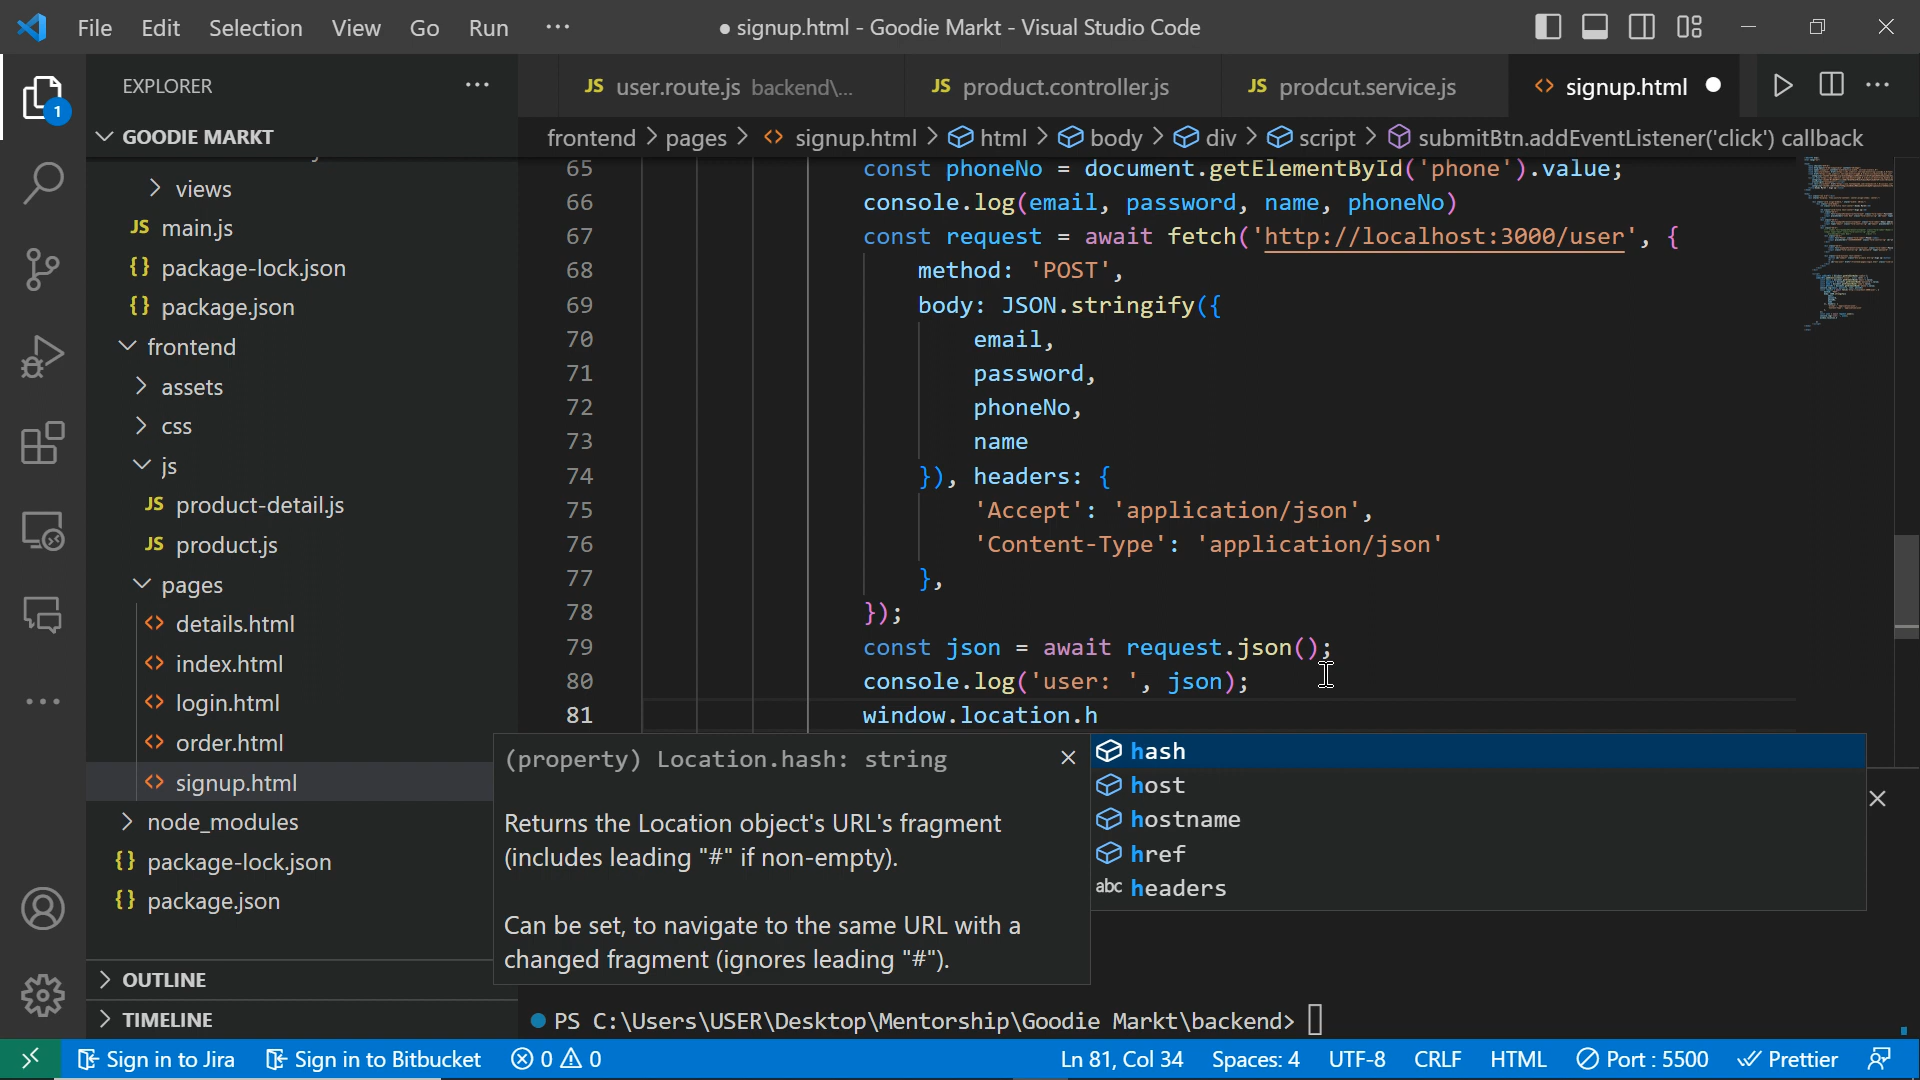 File Edit Selection View Go Run ···
● signup.html - Goodie Markt - Visual Studio Code
EXPLORER
JS user.route.js backend\...
JS product.controller.js
JS prodcut.service.js
<> signup.html
GOODIE MARKT
frontend > pages > <> signup.html > html > body > div > script > submitBtn.addEventListener('click') callback
1
views
JS main.js
{} package-lock.json
{} package.json
frontend
assets
css
js
JS product-detail.js
JS product.js
pages
<> details.html
<> index.html
<> login.html
<> order.html
<> signup.html
node_modules
{} package-lock.json
{} package.json
OUTLINE
TIMELINE
65 const phoneNo = document.getElementById('phone').value;
66 console.log(email, password, name, phoneNo)
67 const request = await fetch('http://localhost:3000/user', {
68 method: 'POST',
69 body: JSON.stringify({
70 email,
71 password,
72 phoneNo,
73 name
74 }), headers: {
75 'Accept': 'application/json',
76 'Content-Type': 'application/json'
77 },
78 });
79 const json = await request.json();
80 console.log('user: ', json);
81 window.location.h
(property) Location.hash: string
Returns the Location object's URL's fragment
(includes leading "#" if non-empty).
Can be set, to navigate to the same URL with a
changed fragment (ignores leading "#").
hash
host
hostname
href
abc headers
PS C:\Users\USER\Desktop\Mentorship\Goodie Markt\backend>
Sign in to Jira Sign in to Bitbucket 0 0 Ln 81, Col 34 Spaces: 4 UTF-8 CRLF HTML Port : 5500 Prettier